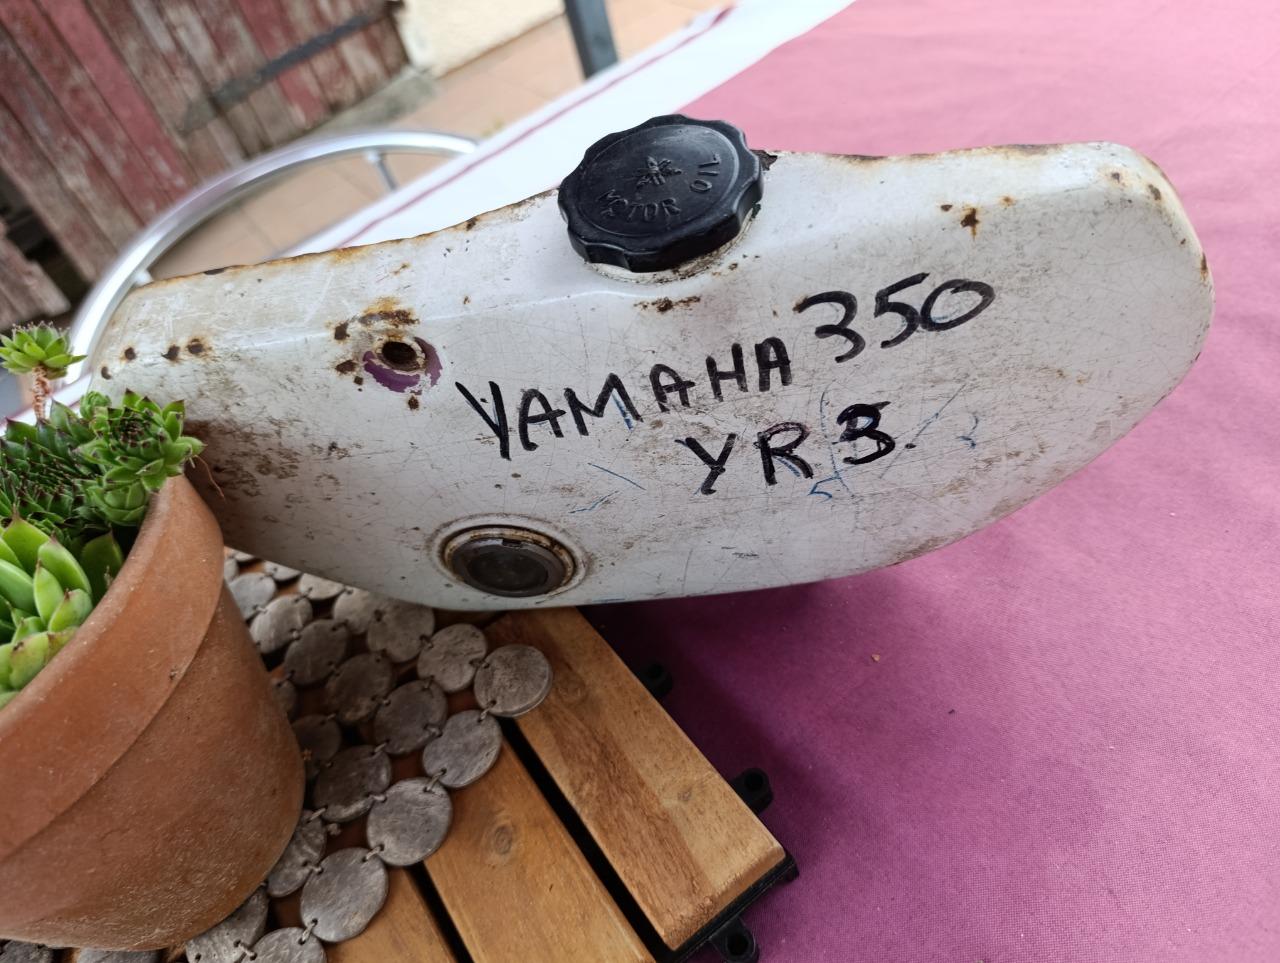 MOTOR OIL
YAMAHA 350
YR3.